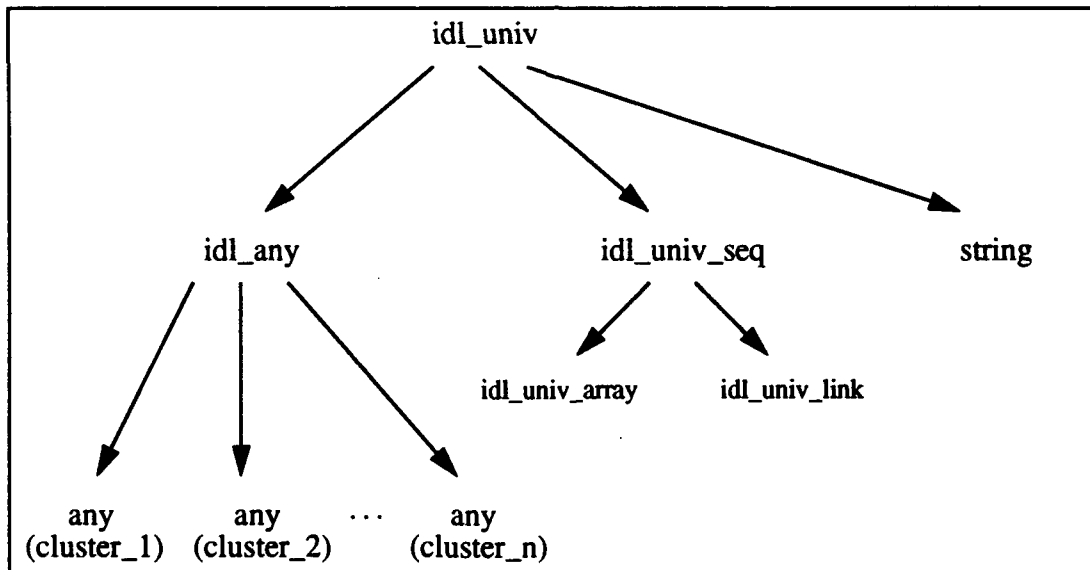 idl_univ
idl_any idl_univ_seq string
idl_univ_array idl_univ_link
any any ... any
(cluster_1) (cluster_2) (cluster_n)